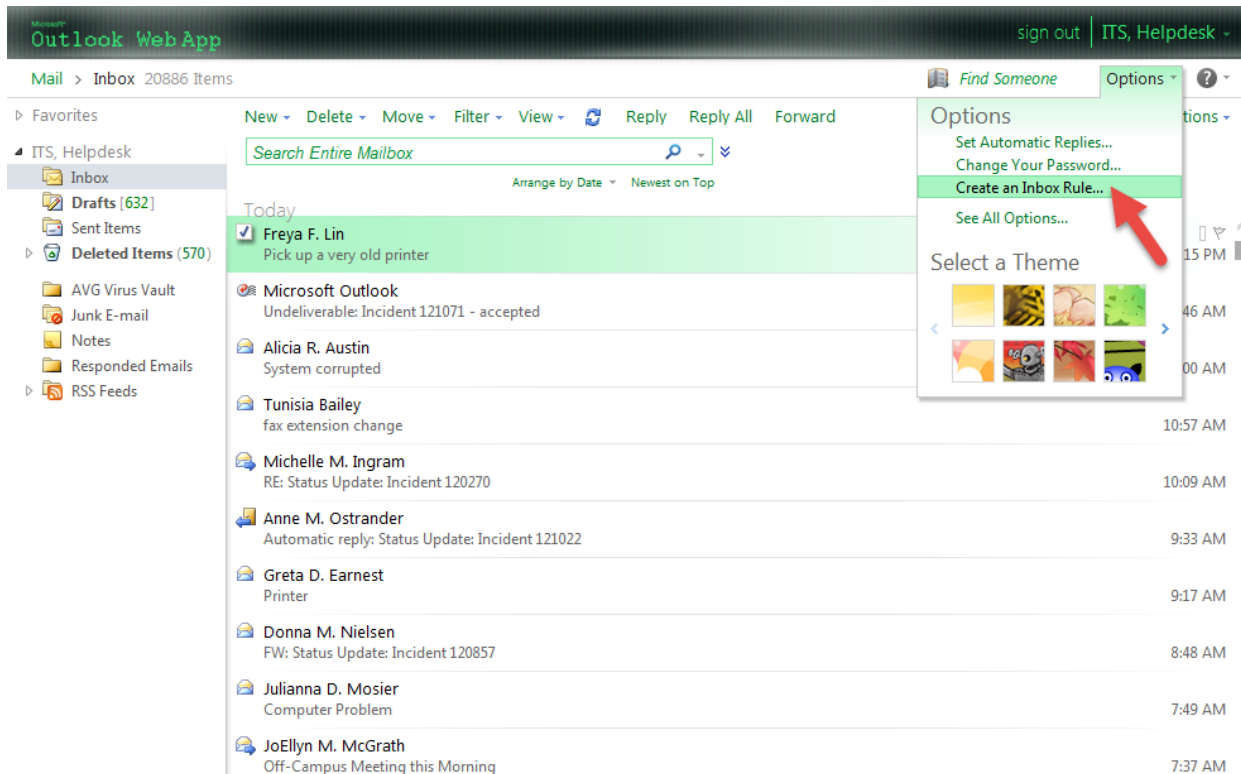 Microsoft®
Outlook Web App
sign out | ITS, Helpdesk
Mail > Inbox 20886 Items
Find Someone
Options
Favorites
New Delete Move Filter View Reply Reply All Forward
Options
tions
Set Automatic Replies...
Change Your Password...
Create an Inbox Rule...
See All Options...
Select a Theme
ITS, Helpdesk
Inbox
Drafts [632]
Sent Items
Deleted Items (570)
AVG Virus Vault
Junk E-mail
Notes
Responded Emails
RSS Feeds
Search Entire Mailbox
Arrange by Date Newest on Top
Today
Freya F. Lin
Pick up a very old printer
15 PM
Microsoft Outlook
Undeliverable: Incident 121071 - accepted
46 AM
Alicia R. Austin
System corrupted
00 AM
Tunisia Bailey
fax extension change
10:57 AM
Michelle M. Ingram
RE: Status Update: Incident 120270
10:09 AM
Anne M. Ostrander
Automatic reply: Status Update: Incident 121022
9:33 AM
Greta D. Earnest
Printer
9:17 AM
Donna M. Nielsen
FW: Status Update: Incident 120857
8:48 AM
Julianna D. Mosier
Computer Problem
7:49 AM
JoEllyn M. McGrath
Off-Campus Meeting this Morning
7:37 AM